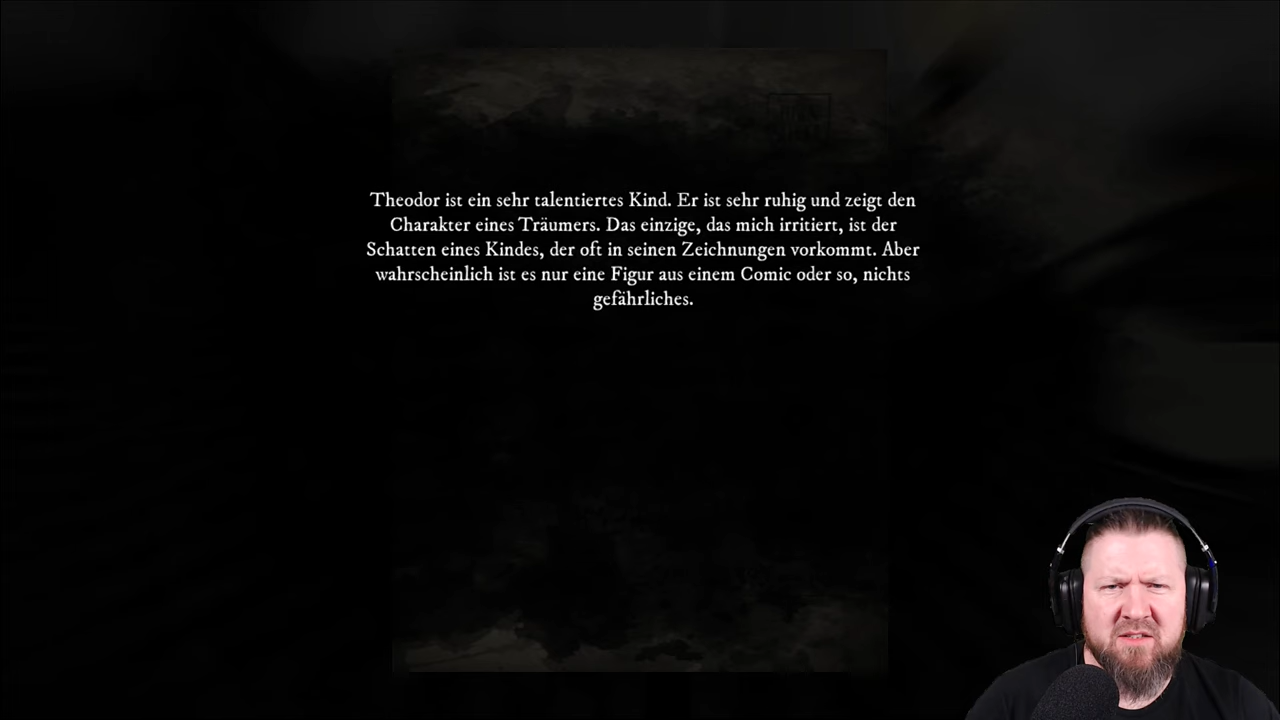 Theodor ist ein sehr talentiertes Kind. Er ist sehr ruhig und zeigt den
Charakter eines Träumers. Das einzige, das mich irritiert, ist der
Schatten eines Kindes, der oft in seinen Zeichnungen vorkommt. Aber
wahrscheinlich ist es nur eine Figur aus einem Comic oder so, nichts
gefährliches.